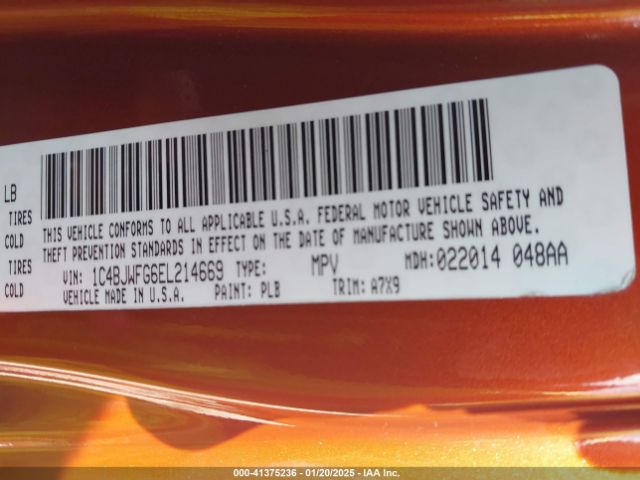 LB
TIRES
COLD
TIRES
COLD
THIS VEHICLE CONFORMS TO ALL APPLICABLE U.S.A. FEDERAL MOTOR VEHICLE SAFETY AND
THEFT PREVENTION STANDARDS IN EFFECT ON THE DATE OF MANUFACTURE SHOWN ABOVE.
VIN: 1C4BJWFG6EL214669 TYPE: MPV MDH:022014 048AA
VEHICLE MADE IN U.S.A. PAINT: PLB TRIM: A7X9
000-41375236 - 01/20/2025 - IAA Inc.